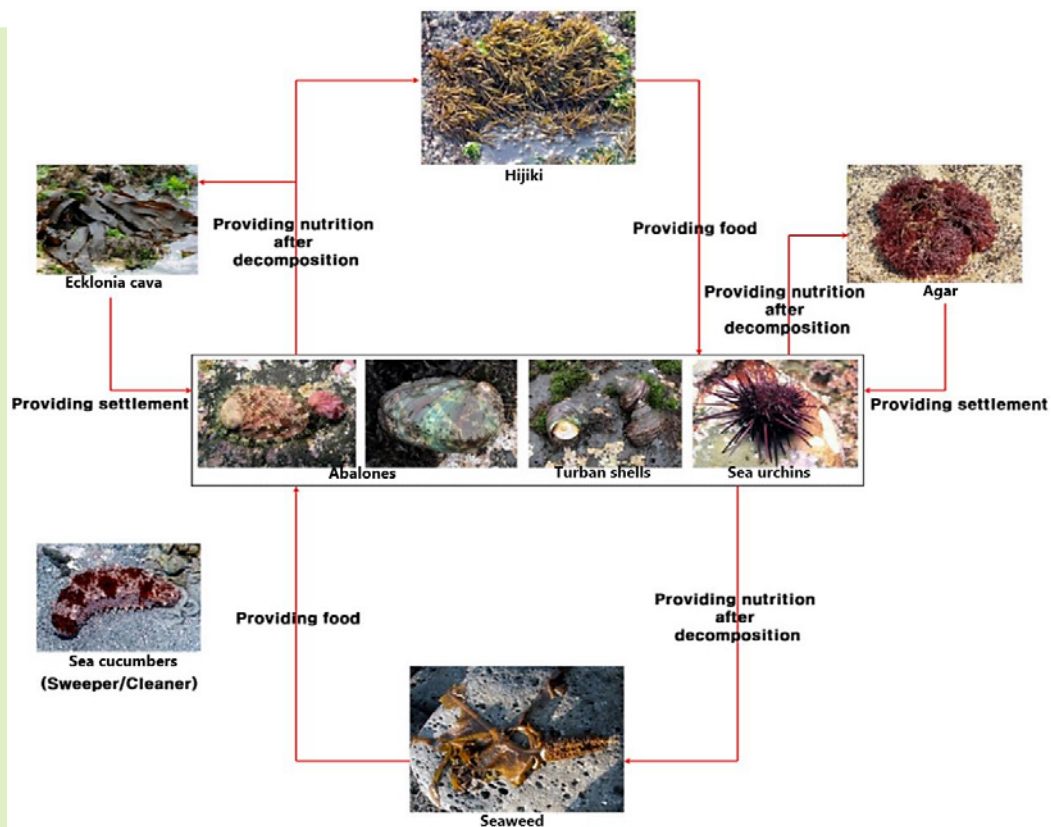 Hijiki
Ecklonia cava
Providing nutrition
after
decomposition
Providing food
Agar
Providing nutrition
after
decomposition
Providing settlement
Providing settlement
Abalones
Turban shells
Sea urchins
Sea cucumbers
(Sweeper/Cleaner)
Providing food
Providing nutrition
after
decomposition
Seaweed